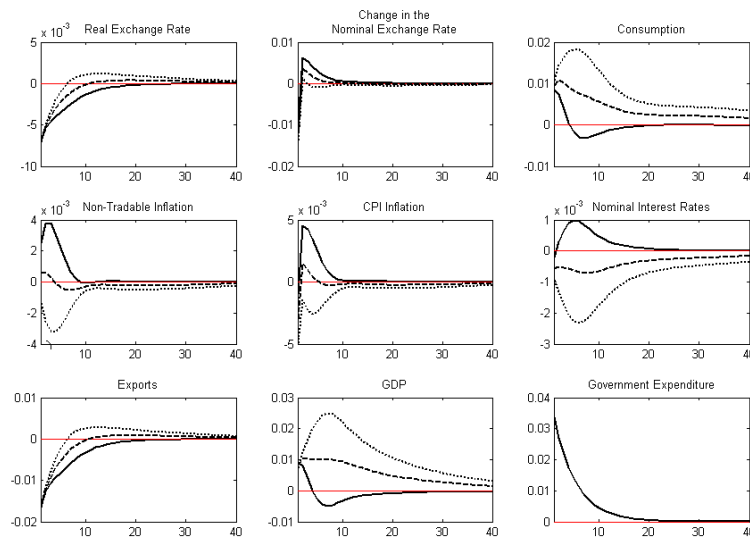 Real Exchange Rate
Change in the
Nominal Exchange Rate
Consumption
x 10⁻³
5
0
-5
-10
10 20 30 40
0.01
0
-0.01
-0.02
10 20 30 40
0.02
0.01
0
-0.01
10 20 30 40
Non-Tradable Inflation
CPI Inflation
Nominal Interest Rates
x 10⁻³
4
2
0
-2
-4
10 20 30 40
x 10⁻³
5
0
-5
10 20 30 40
x 10⁻³
1
0
-1
-2
-3
10 20 30 40
Exports
GDP
Government Expenditure
0.01
0
-0.01
-0.02
10 20 30 40
0.03
0.02
0.01
0
-0.01
10 20 30 40
0.04
0.03
0.02
0.01
0
10 20 30 40